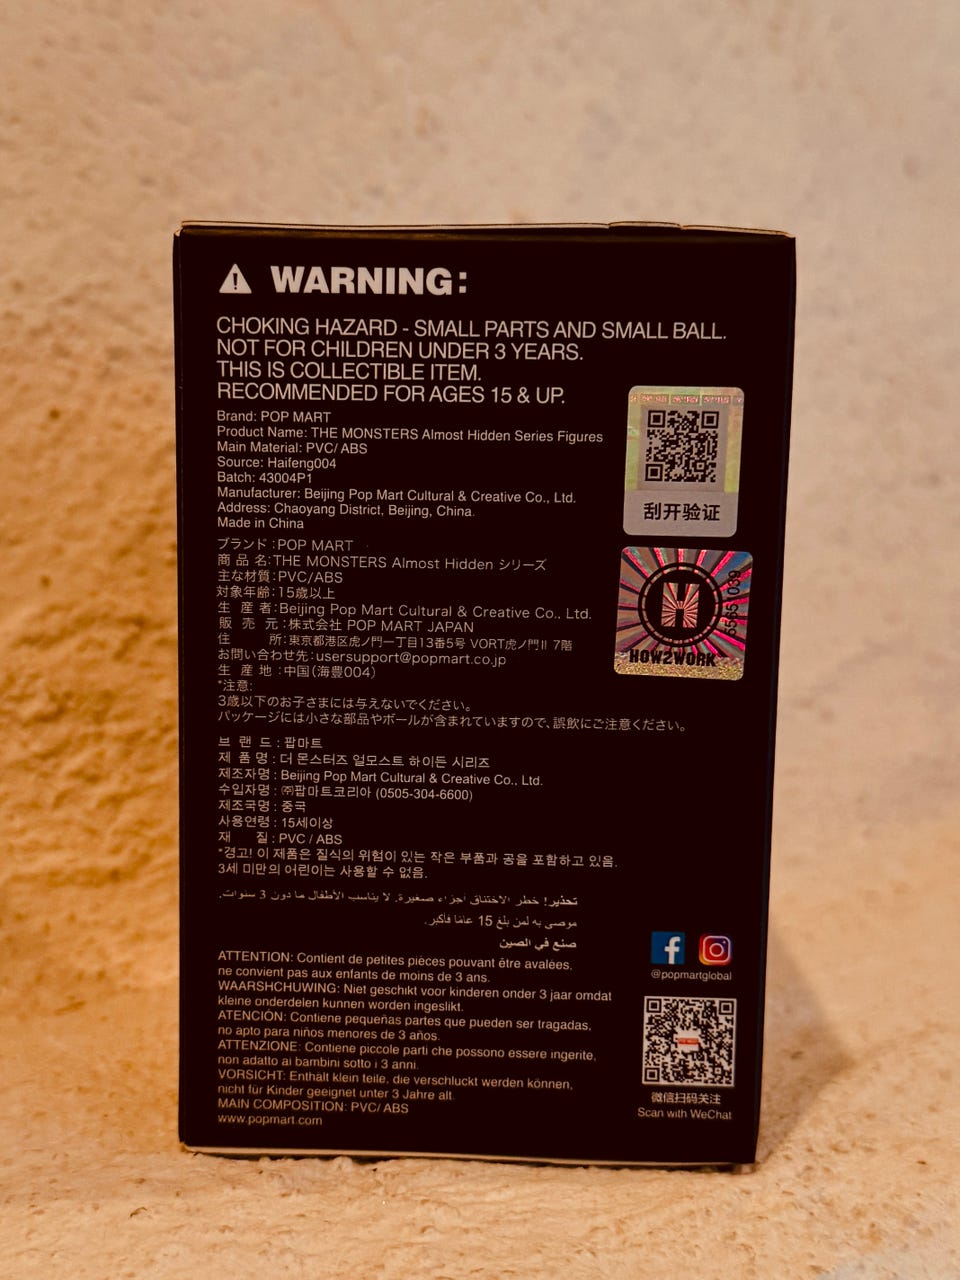 WARNING:
CHOKING HAZARD - SMALL PARTS AND SMALL BALL.
NOT FOR CHILDREN UNDER 3 YEARS.
THIS IS COLLECTIBLE ITEM.
RECOMMENDED FOR AGES 15 & UP.
Brand: POP MART
Product Name: THE MONSTERS Almost Hidden Series Figures
Main Material: PVC/ ABS
Source: Haifeng004
Batch: 43004P1
Manufacturer: Beijing Pop Mart Cultural & Creative Co., Ltd.
Address: Chaoyang District, Beijing, China.
Made in China
ブランド：POP MART
商品名：THE MONSTERS Almost Hidden シリーズ
主な材質：PVC/ABS
対象年齢：15歳以上
生産者：Beijing Pop Mart Cultural & Creative Co., Ltd.
販売元：株式会社 POP MART JAPAN
住所：東京都港区虎ノ門一丁目13番5号 VORT虎ノ門II 7階
お問い合わせ先：usersupport@popmart.co.jp
生産地：中国（海豊004）
*注意:
3歳以下のお子さまには与えないでください。
パッケージには小さな部品やボールが含まれていますので、誤飲にご注意ください。
브 랜 드 : 팝마트
제 품 명 : 더 몬스터즈 얼모스트 하이든 시리즈
제조자명 : Beijing Pop Mart Cultural & Creative Co., Ltd.
수입자명 : ㈜팝마트코리아 (0505-304-6600)
제조국명 : 중국
사용연령 : 15세이상
재 질 : PVC / ABS
*경고! 이 제품은 질식의 위험이 있는 작은 부품과 공을 포함하고 있음.
3세 미만의 어린이는 사용할 수 없음.
تحذير! خطر الاختناق أجزاء صغيرة. لا يناسب الأطفال ما دون 3 سنوات.
موصى به لمن بلغ 15 عامًا فأكبر.
صنع في الصين
ATTENTION: Contient de petites pièces pouvant être avalées,
ne convient pas aux enfants de moins de 3 ans.
WAARSHCHUWING: Niet geschikt voor kinderen onder 3 jaar omdat
kleine onderdelen kunnen worden ingeslikt.
ATENCIÓN: Contiene pequeñas partes que pueden ser tragadas,
no apto para niños menores de 3 años.
ATTENZIONE: Contiene piccole parti che possono essere ingerite,
non adatto ai bambini sotto i 3 anni.
VORSICHT: Enthält klein teile, die verschluckt werden können,
nicht für Kinder geeignet unter 3 Jahre alt.
MAIN COMPOSITION: PVC/ ABS
www.popmart.com
刮开验证
H
HOW2WORK
@popmartglobal
微信扫码关注
Scan with WeChat